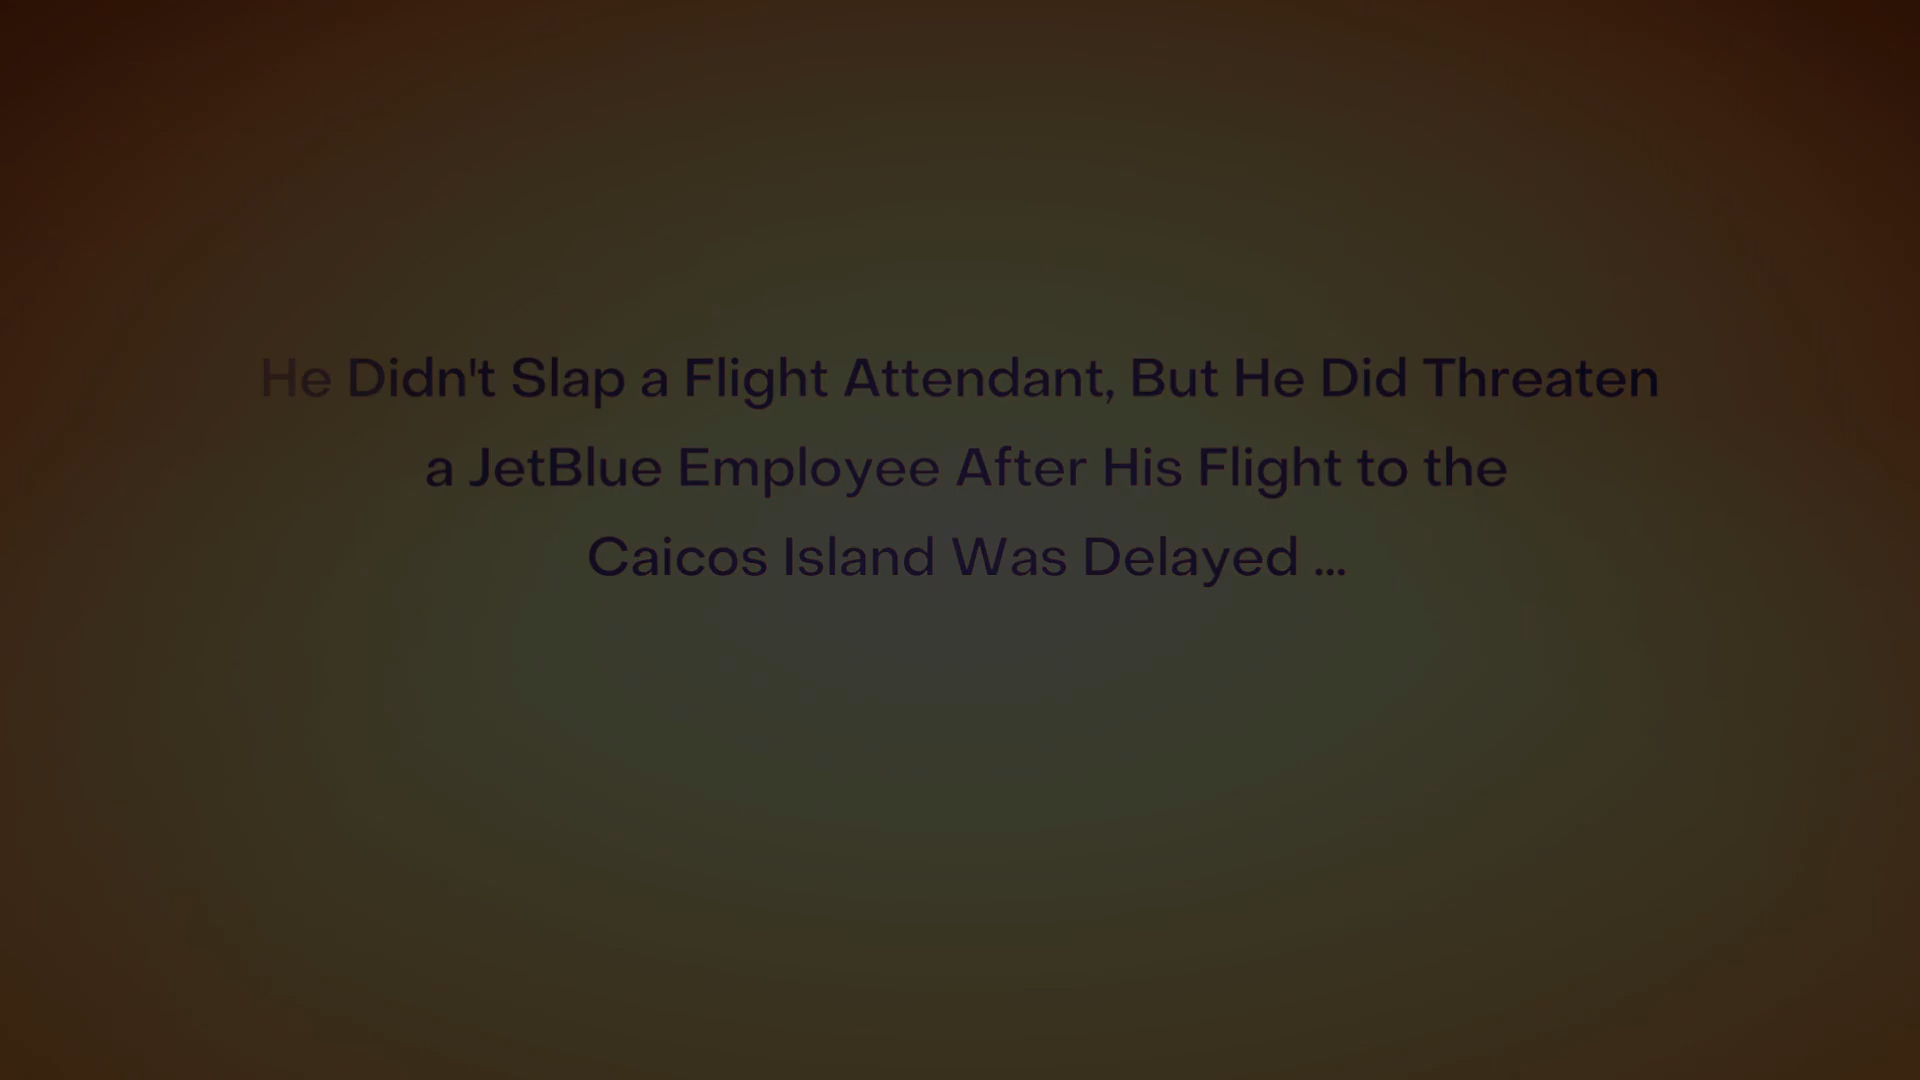 He Didn't Slap a Flight Attendant, But He Did Threaten
a JetBlue Employee After His Flight to the
Caicos Island Was Delayed ...